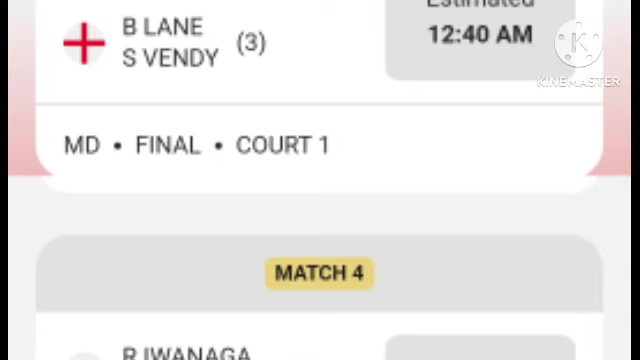 Estimated
B LANE
S VENDY
(3)
12:40 AM
KINEMASTER
MD • FINAL • COURT 1
MATCH 4
R IWANAGA